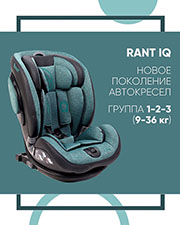 RANT IQ
НОВОЕ
ПОКОЛЕНИЕ
АВТОКРЕСЕЛ
ГРУППА 1-2-3
(9-36 кг)